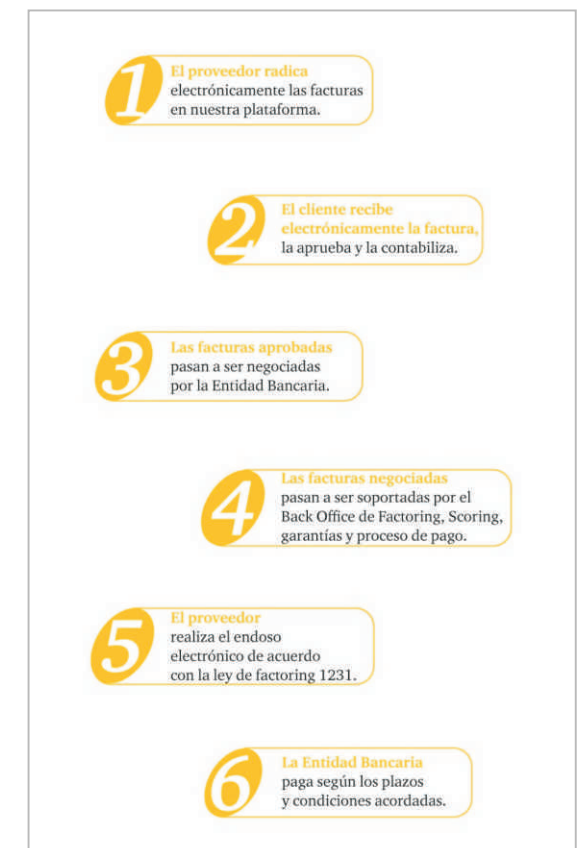 1
El proveedor radica
electrónicamente las facturas
en nuestra plataforma.
2
El cliente recibe
electrónicamente la factura,
la aprueba y la contabiliza.
3
Las facturas aprobadas
pasan a ser negociadas
por la Entidad Bancaria.
4
Las facturas negociadas
pasan a ser soportadas por el
Back Office de Factoring, Scoring,
garantías y proceso de pago.
5
El proveedor
realiza el endoso
electrónico de acuerdo
con la ley de factoring 1231.
6
La Entidad Bancaria
paga según los plazos
y condiciones acordadas.